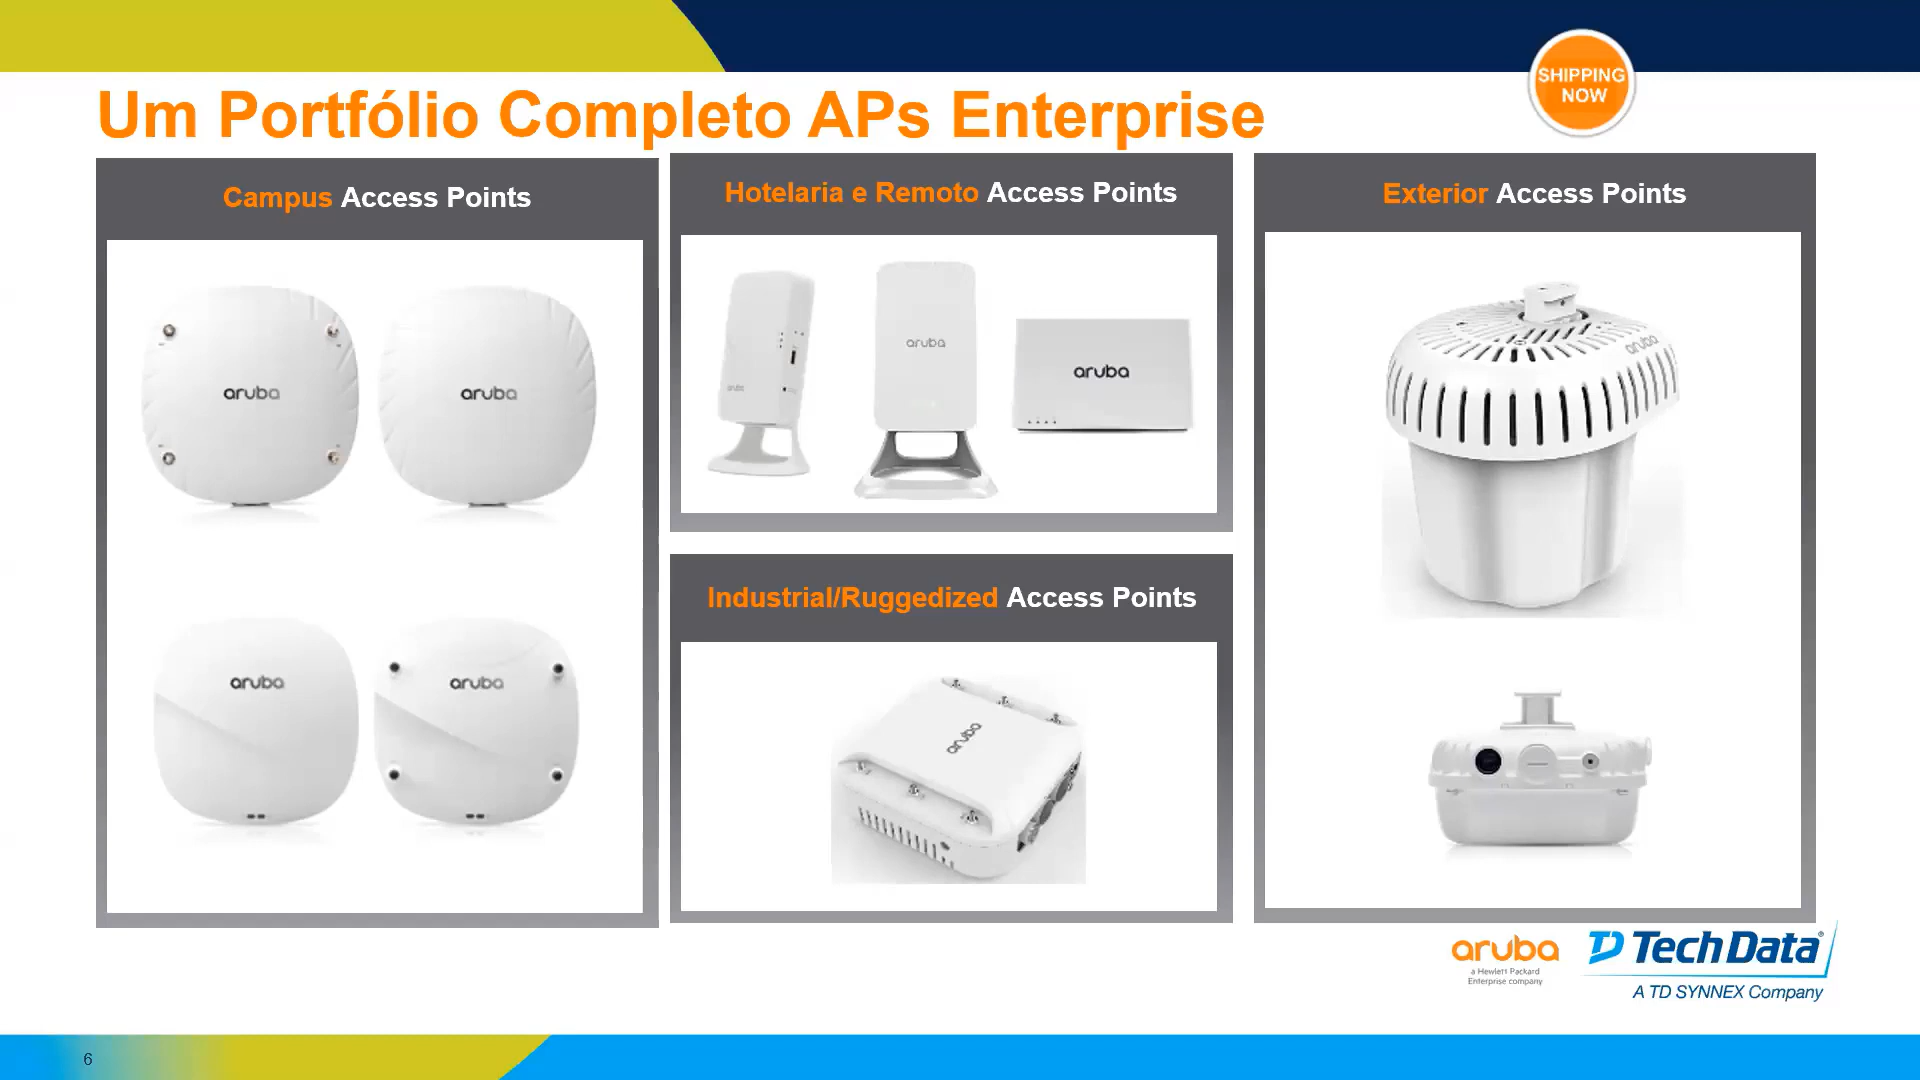 SHIPPING
NOW
Um Portfólio Completo APs Enterprise
Campus Access Points
aruba
aruba
aruba
aruba
Hotelaria e Remoto Access Points
aruba
aruba
aruba
Industrial/Ruggedized Access Points
aruba
Exterior Access Points
aruba
aruba
a Hewlett Packard
Enterprise company
TD TechData®
A TD SYNNEX Company
6